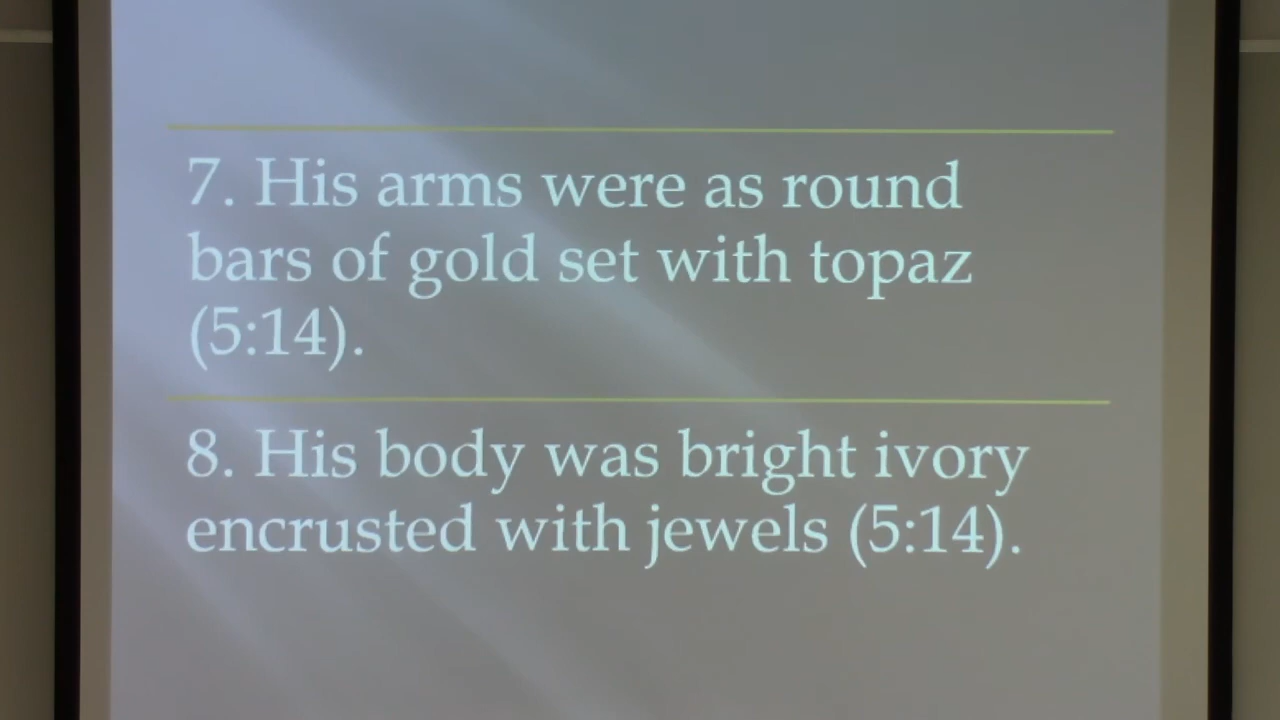 7. His arms were as round
bars of gold set with topaz
(5:14).
8. His body was bright ivory
encrusted with jewels (5:14).